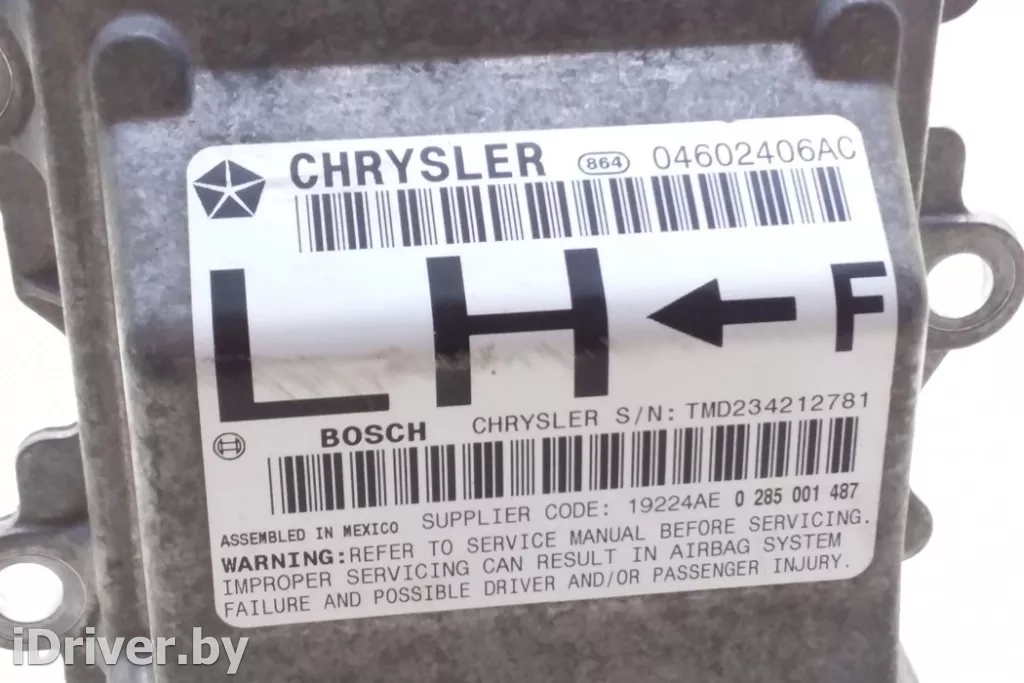 CHRYSLER 864 04602406AC
LH F
BOSCH CHRYSLER S/N: TMD234212781
ASSEMBLED IN MEXICO SUPPLIER CODE: 19224AE 0 285 001 487
WARNING: REFER TO SERVICE MANUAL BEFORE SERVICING.
IMPROPER SERVICING CAN RESULT IN AIRBAG SYSTEM
FAILURE AND POSSIBLE DRIVER AND/OR PASSENGER INJURY.
iDriver.by